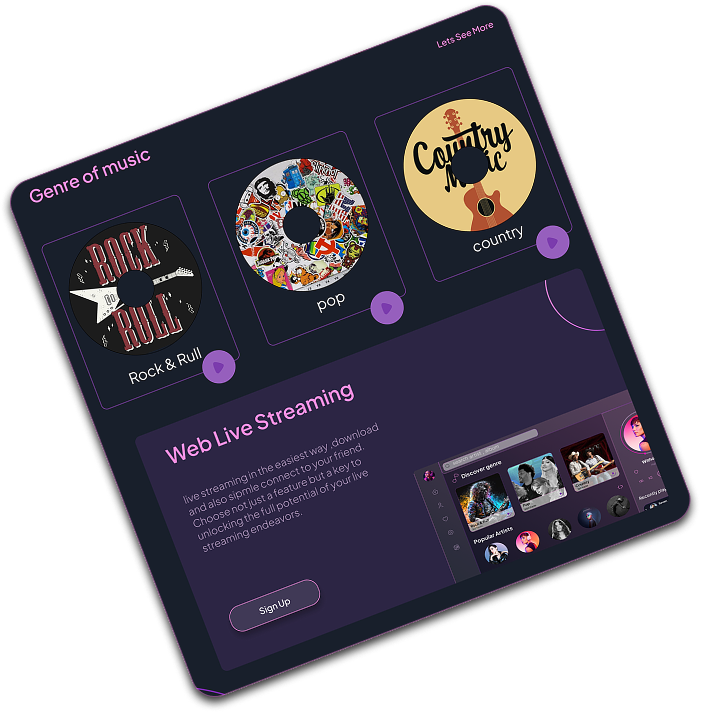 Lets See More
Genre of music
Country
Music
country
pop
ROCK
ROLL
Rock & Rull
Web Live Streaming
live streaming in the easiest way ,download
and also sipmle connect to your friend.
Choose not just a feature but a key to
unlocking the full potential of your live
streaming endeavors.
Sign Up
Discover genre
Popular Artists